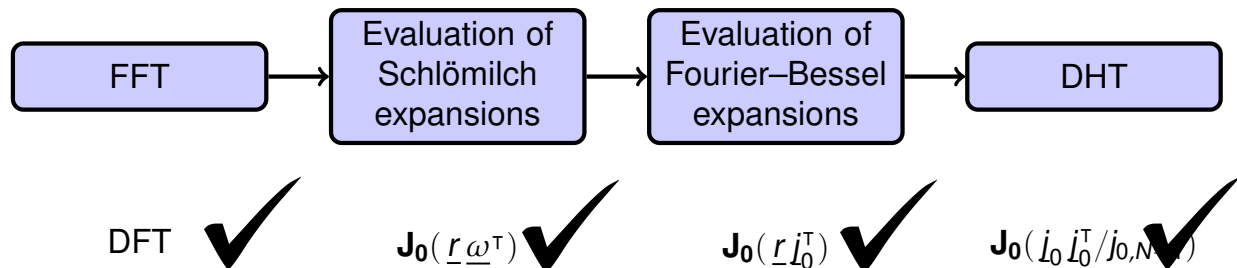 FFT
Evaluation of
Schlömilch
expansions
Evaluation of
Fourier–Bessel
expansions
DHT
DFT
J₀( r ω ᵀ)
J₀( r j₀ᵀ)
J₀( j₀ j₀ᵀ/j₀,N )